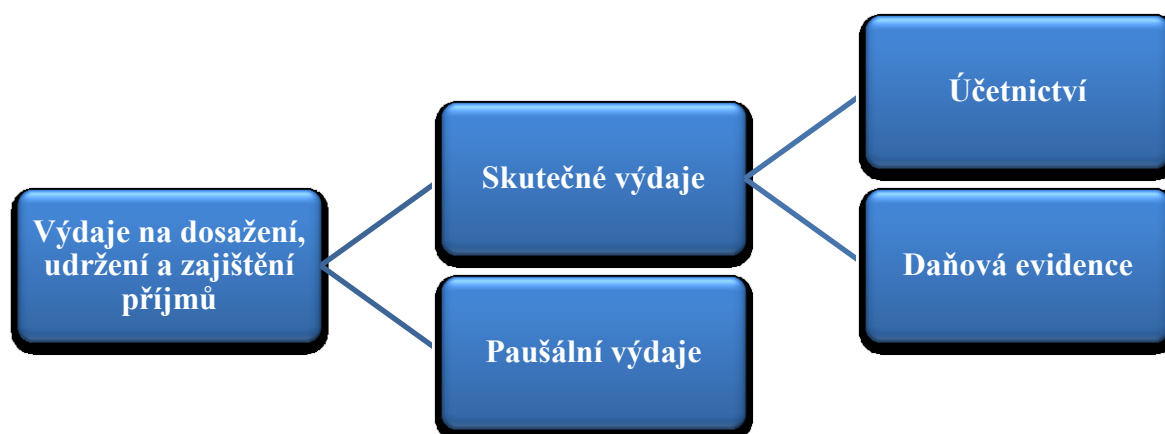 Výdaje na dosažení,
udržení a zajištění
příjmů
Skutečné výdaje
Paušální výdaje
Účetnictví
Daňová evidence